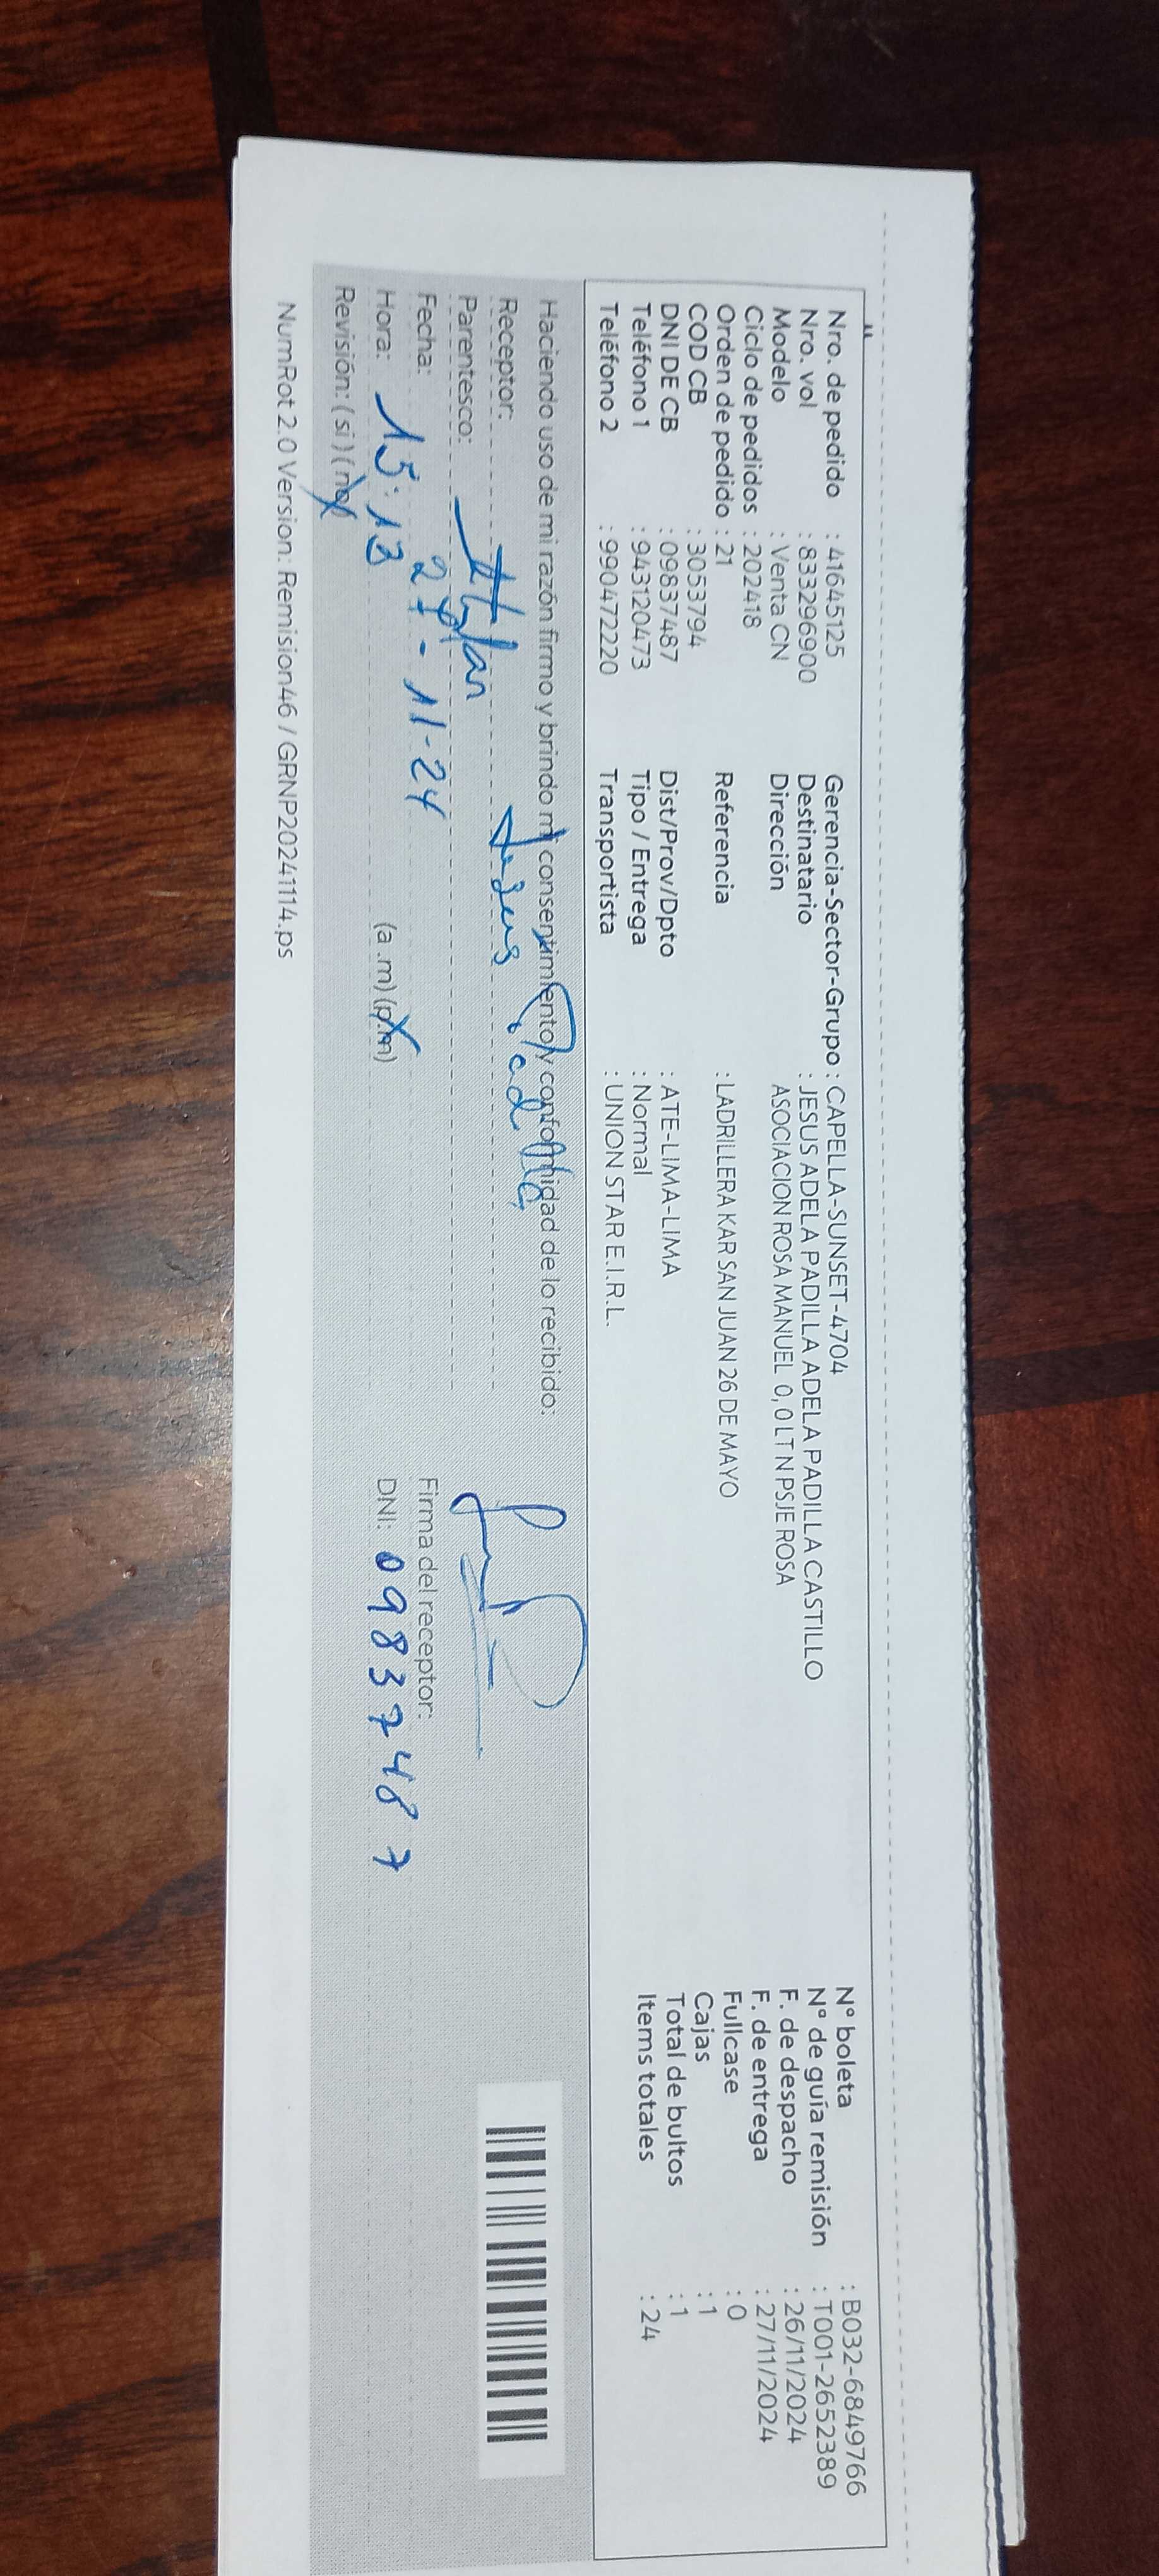 Nro. de pedido : 41645125
Nro. vol : 833296900
Modelo : Venta CN
Ciclo de pedidos : 202418
Orden de pedido : 21
COD CB : 3053794
DNI DE CB : 09837487
Teléfono 1 : 943120473
Teléfono 2 : 990472220
Gerencia-Sector-Grupo : CAPELLA-SUNSET-4704
Destinatario : JESUS ADELA PADILLA ADELA PADILLA CASTILLO
Dirección ASOCIACION ROSA MANUEL 0, 0 LT N PSJE ROSA
Referencia : LADRILLERA KAR SAN JUAN 26 DE MAYO
Dist/Prov/Dpto : ATE-LIMA-LIMA
Tipo / Entrega : Normal
Transportista : UNION STAR E.I.R.L.
Nº boleta : B032-6849766
Nº de guía remisión : T001-2652389
F. de despacho : 26/11/2024
F. de entrega : 27/11/2024
Fullcase : 0
Cajas : 1
Total de bultos : 1
Items totales : 24
Haciendo uso de mi razón firmo y brindo mi consentimiento y conformidad de lo recibido:
Receptor: Jesus Padilla
Parentesco: titular
Fecha: 27-11-24
Hora: 15:13 (a.m) (p.m)
Revisión: (si) (no)
Firma del receptor:
DNI: 09837487
NumRot 2.0 Version: Remision46 / GRNP20241114.ps